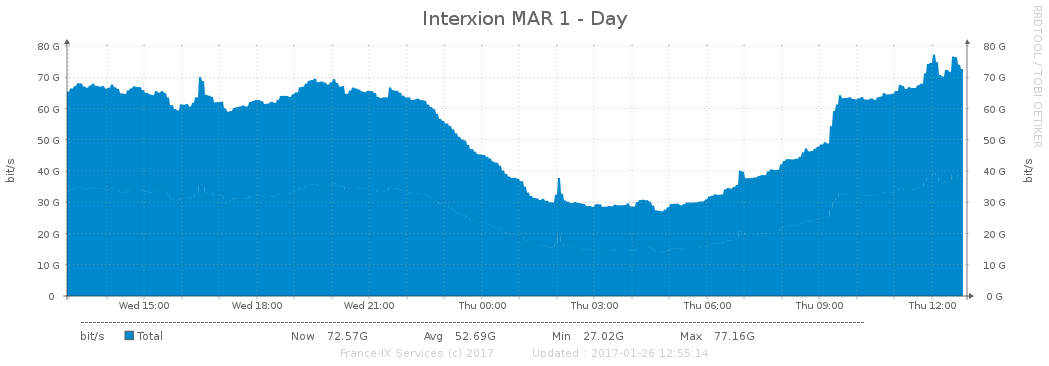 Interxion MAR 1 - Day
RRDTOOL / TOBI OETIKER
bit/s
bit/s
80 G 80 G
70 G 70 G
60 G 60 G
50 G 50 G
40 G 40 G
30 G 30 G
20 G 20 G
10 G 10 G
0 0 G
Wed 15:00 Wed 18:00 Wed 21:00 Thu 00:00 Thu 03:00 Thu 06:00 Thu 09:00 Thu 12:00
bit/s Total Now 72.57G Avg 52.69G Min 27.02G Max 77.16G
France-IX Services (c) 2017 Updated : 2017-01-26 12:55:14